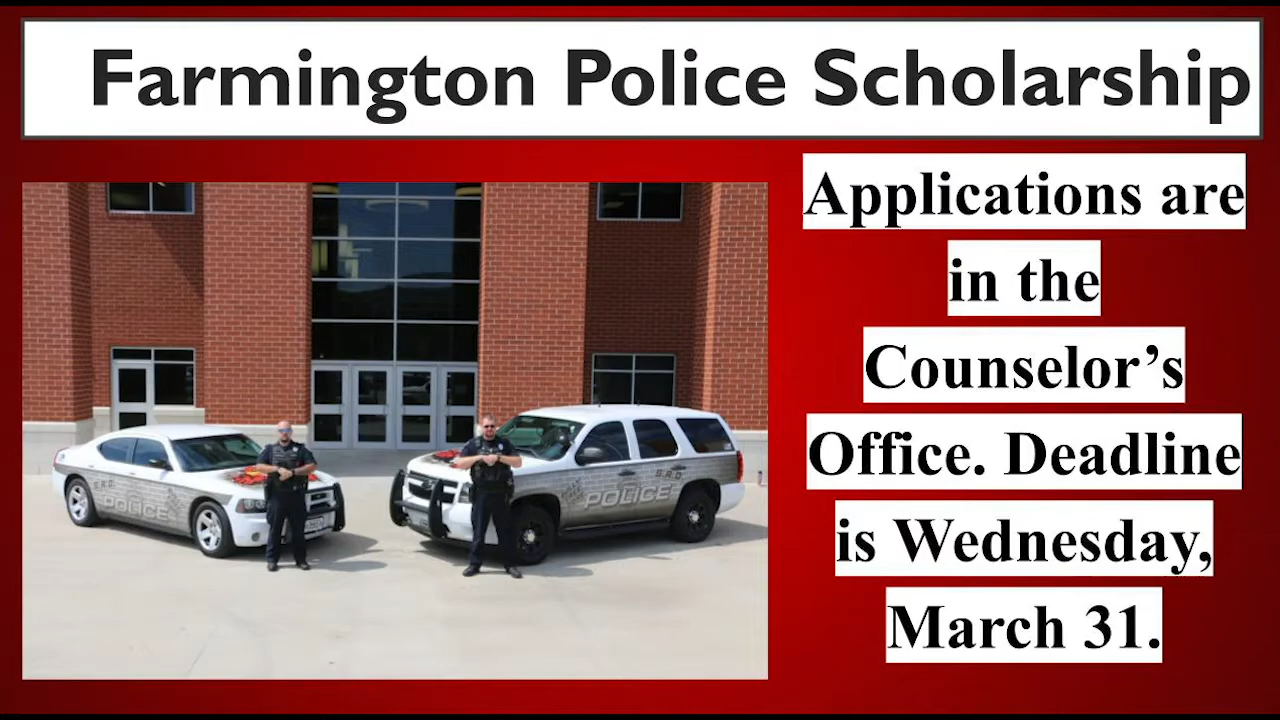 Farmington Police Scholarship
Applications are
in the
Counselor’s
Office. Deadline
is Wednesday,
March 31.
POLICE
POLICE